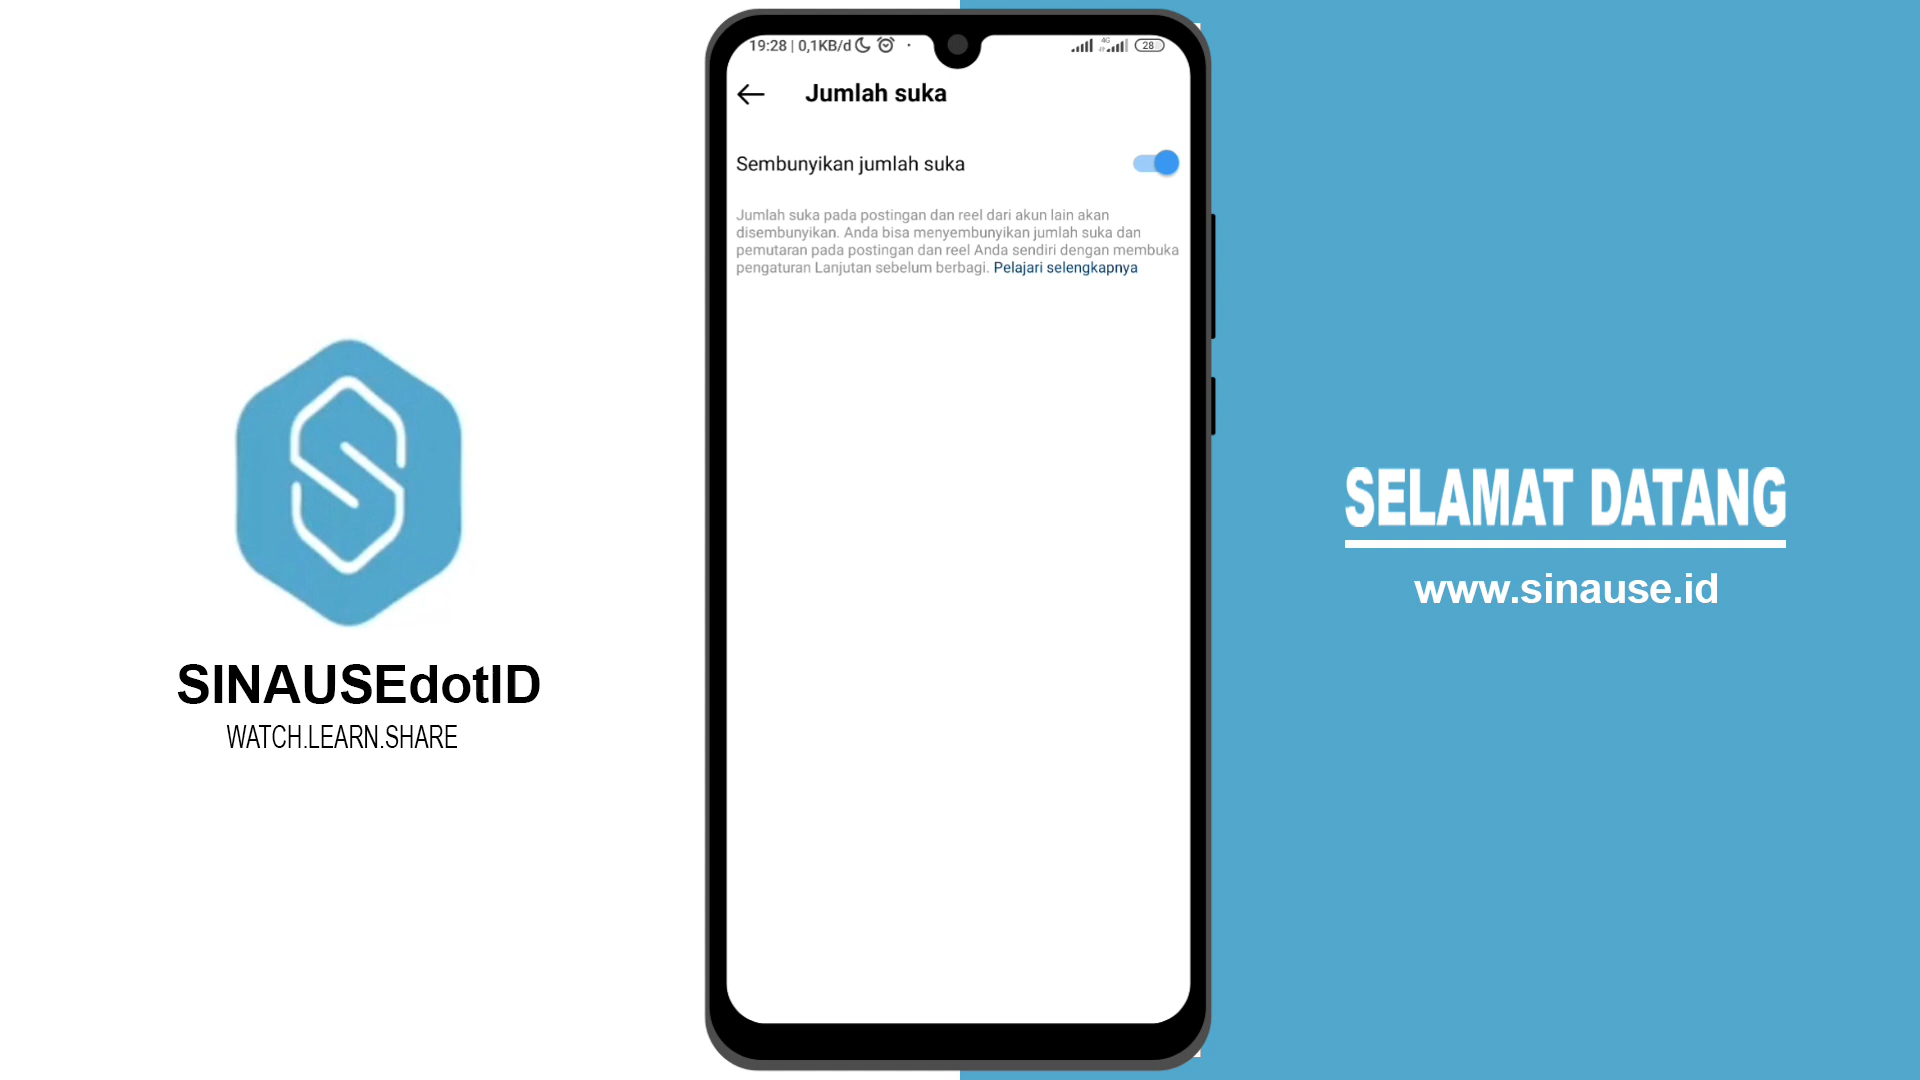 19:28 | 0,1KB/d
4G
28
Jumlah suka
Sembunyikan jumlah suka
Jumlah suka pada postingan dan reel dari akun lain akan
disembunyikan. Anda bisa menyembunyikan jumlah suka dan
pemutaran pada postingan dan reel Anda sendiri dengan membuka
pengaturan Lanjutan sebelum berbagi. Pelajari selengkapnya
SINAUSEdotID
WATCH.LEARN.SHARE
SELAMAT DATANG
www.sinause.id